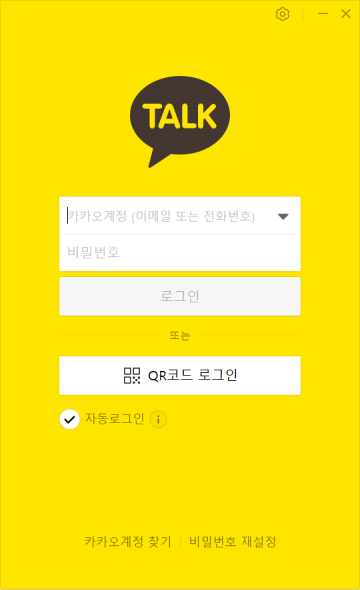 TALK
카카오계정 (이메일 또는 전화번호)
비밀번호
로그인
또는
QR코드 로그인
자동로그인
카카오계정 찾기 | 비밀번호 재설정